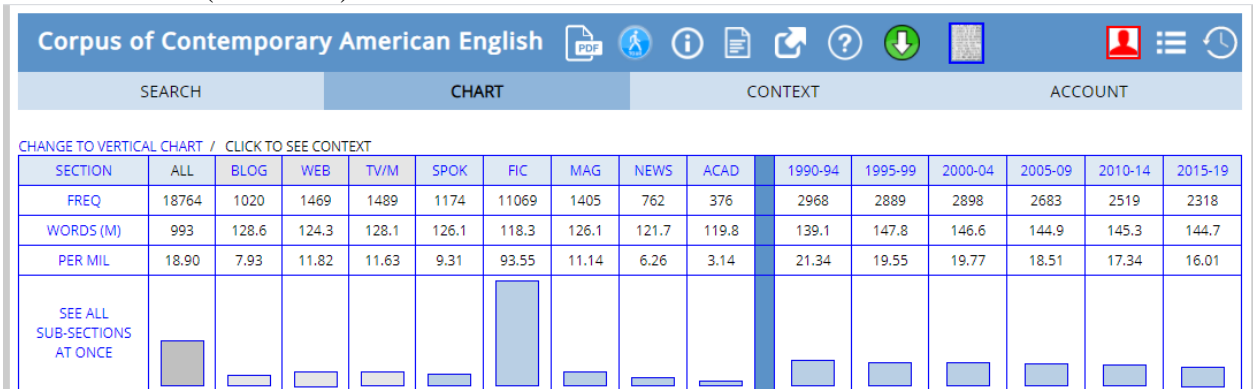 Corpus of Contemporary American English PDF
SEARCH CHART CONTEXT ACCOUNT
CHANGE TO VERTICAL CHART / CLICK TO SEE CONTEXT
SECTION ALL BLOG WEB TV/M SPOK FIC MAG NEWS ACAD 1990-94 1995-99 2000-04 2005-09 2010-14 2015-19
FREQ 18764 1020 1469 1489 1174 11069 1405 762 376 2968 2889 2898 2683 2519 2318
WORDS (M) 993 128.6 124.3 128.1 126.1 118.3 126.1 121.7 119.8 139.1 147.8 146.6 144.9 145.3 144.7
PER MIL 18.90 7.93 11.82 11.63 9.31 93.55 11.14 6.26 3.14 21.34 19.55 19.77 18.51 17.34 16.01
SEE ALL
SUB-SECTIONS
AT ONCE